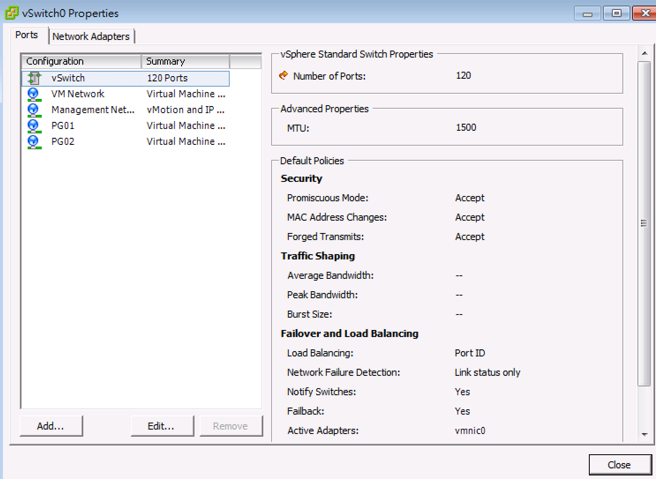 vSwitch0 Properties
Ports Network Adapters
Configuration Summary
vSwitch 120 Ports
VM Network Virtual Machine ...
Management Net... vMotion and IP ...
PG01 Virtual Machine ...
PG02 Virtual Machine ...
Add... Edit... Remove
vSphere Standard Switch Properties
Number of Ports: 120
Advanced Properties
MTU: 1500
Default Policies
Security
Promiscuous Mode: Accept
MAC Address Changes: Accept
Forged Transmits: Accept
Traffic Shaping
Average Bandwidth: --
Peak Bandwidth: --
Burst Size: --
Failover and Load Balancing
Load Balancing: Port ID
Network Failure Detection: Link status only
Notify Switches: Yes
Failback: Yes
Active Adapters: vmnic0
Close